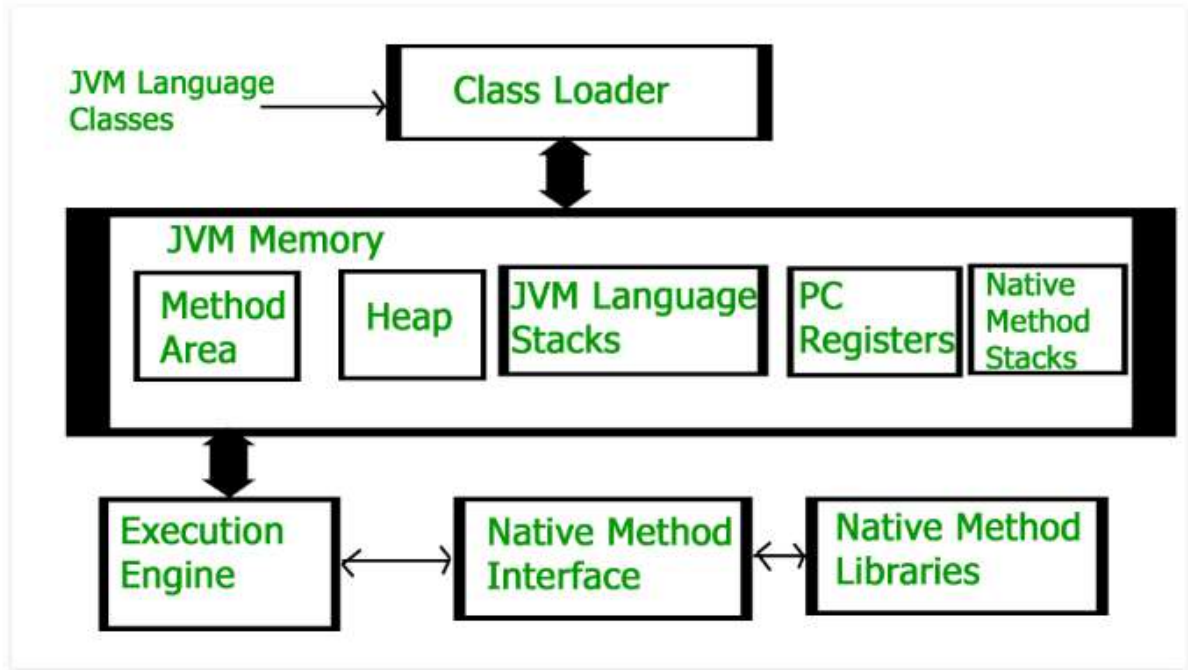 JVM Language
Classes
Class Loader
JVM Memory
Method
Area
Heap
JVM Language
Stacks
PC
Registers
Native
Method
Stacks
Execution
Engine
Native Method
Interface
Native Method
Libraries